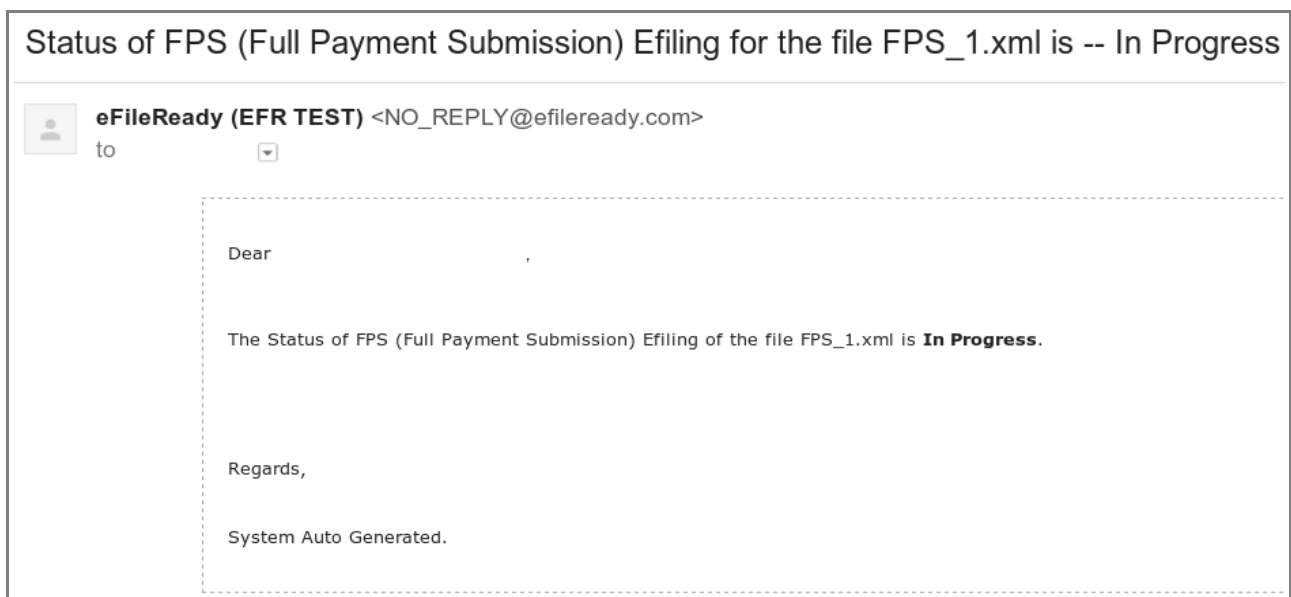 Status of FPS (Full Payment Submission) Efiling for the file FPS_1.xml is -- In Progress
eFileReady (EFR TEST) <NO_REPLY@efileready.com>
to
Dear ,
The Status of FPS (Full Payment Submission) Efiling of the file FPS_1.xml is In Progress.
Regards,
System Auto Generated.